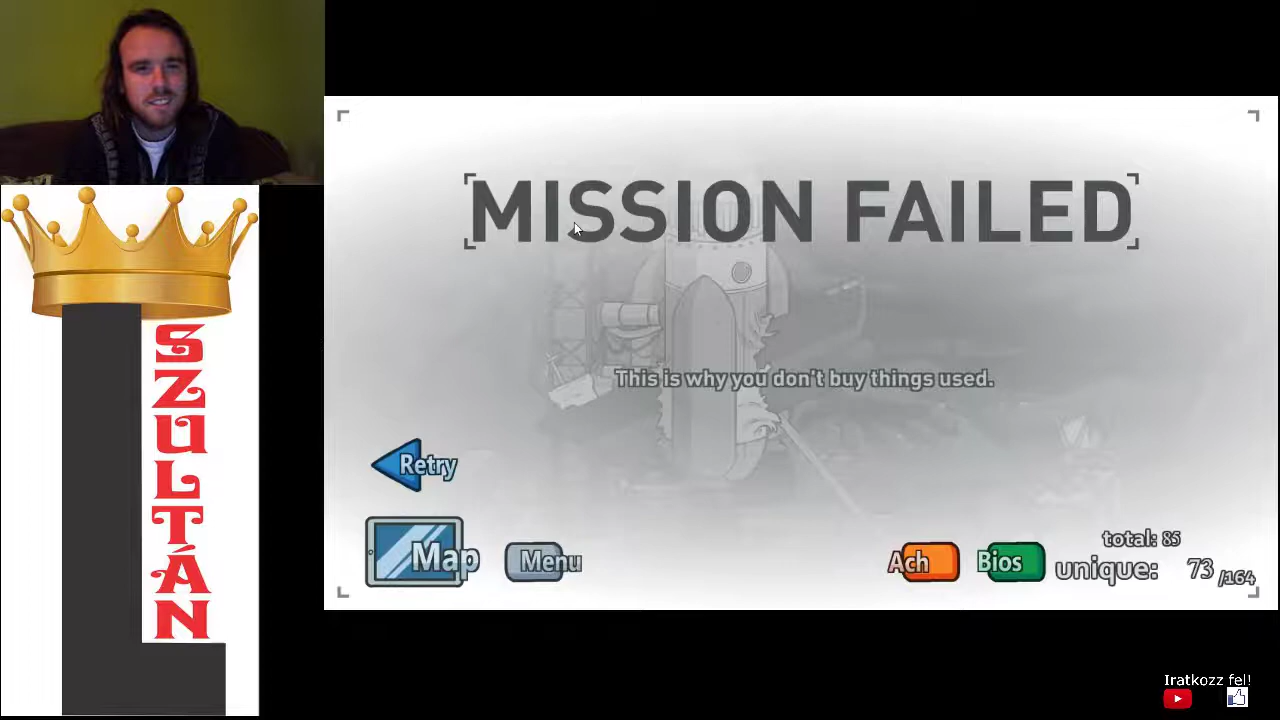 L
SZULTÁN
MISSION FAILED
This is why you don't buy things used.
Retry
Map
Menu
Ach
Bios
total: 85
unique: 73 /164
Iratkozz fel!